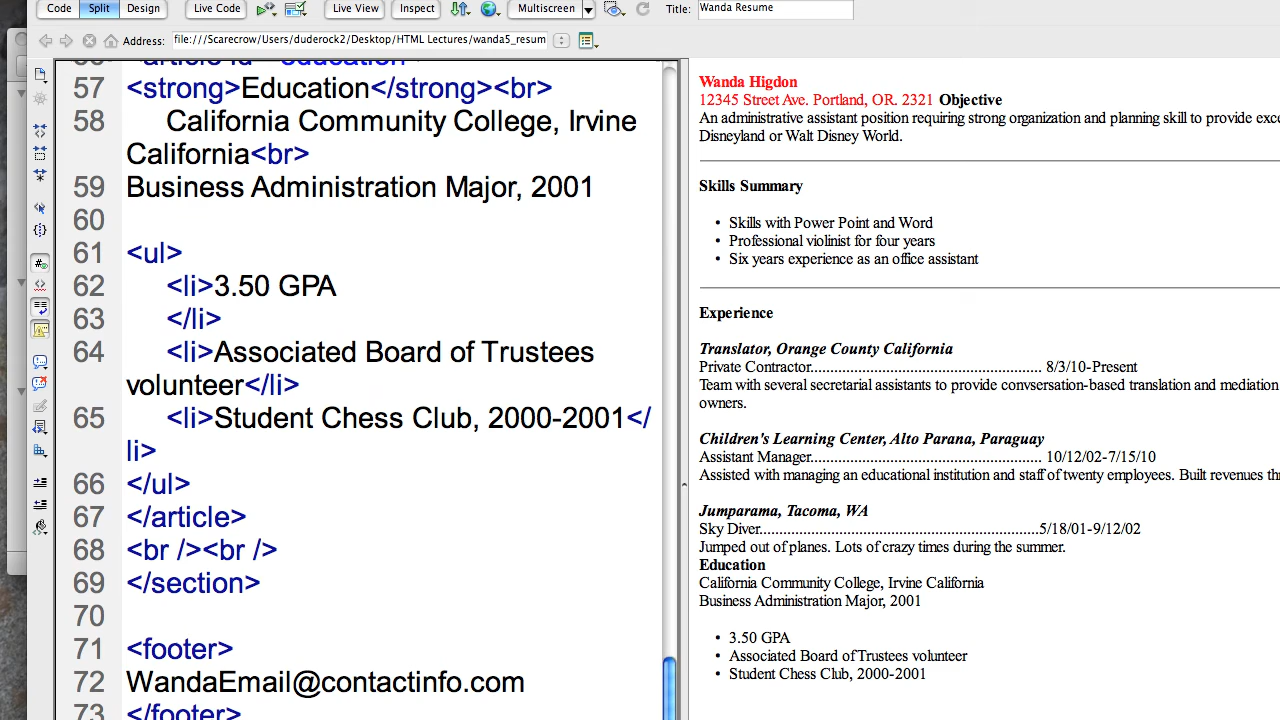 Code Split Design Live Code Live View Inspect Multiscreen Title: Wanda Resume
Address: file:///Scarecrow/Users/duderock2/Desktop/HTML Lectures/wanda5_resum
57 <strong>Education</strong><br>
58 California Community College, Irvine
California<br>
59 Business Administration Major, 2001
60
61 <ul>
62 <li>3.50 GPA
63 </li>
64 <li>Associated Board of Trustees
volunteer</li>
65 <li>Student Chess Club, 2000-2001</
li>
66 </ul>
67 </article>
68 <br /><br />
69 </section>
70
71 <footer>
72 WandaEmail@contactinfo.com
73 </footer>
Wanda Higdon
12345 Street Ave. Portland, OR. 2321 Objective
An administrative assistant position requiring strong organization and planning skill to provide exce
Disneyland or Walt Disney World.
Skills Summary
• Skills with Power Point and Word
• Professional violinist for four years
• Six years experience as an office assistant
Experience
Translator, Orange County California
Private Contractor.......................................................... 8/3/10-Present
Team with several secretarial assistants to provide convsersation-based translation and mediation
owners.
Children's Learning Center, Alto Parana, Paraguay
Assistant Manager.......................................................... 10/12/02-7/15/10
Assisted with managing an educational institution and staff of twenty employees. Built revenues thr
Jumparama, Tacoma, WA
Sky Diver......................................................................5/18/01-9/12/02
Jumped out of planes. Lots of crazy times during the summer.
Education
California Community College, Irvine California
Business Administration Major, 2001
• 3.50 GPA
• Associated Board of Trustees volunteer
• Student Chess Club, 2000-2001